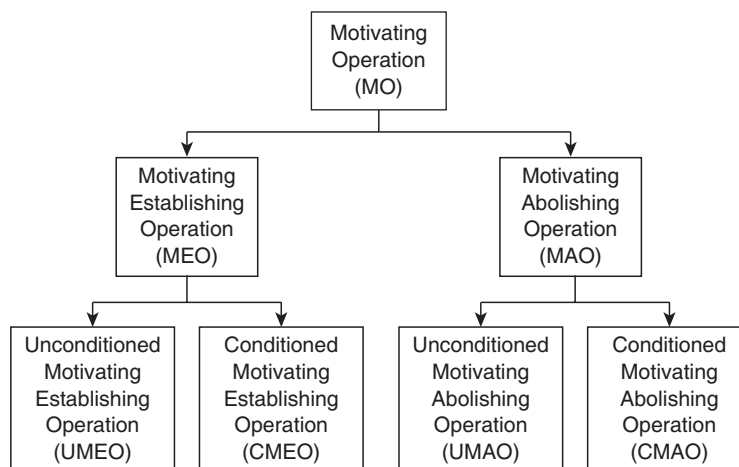 Motivating
Operation
(MO)
Motivating
Establishing
Operation
(MEO)
Motivating
Abolishing
Operation
(MAO)
Unconditioned
Motivating
Establishing
Operation
(UMEO)
Conditioned
Motivating
Establishing
Operation
(CMEO)
Unconditioned
Motivating
Abolishing
Operation
(UMAO)
Conditioned
Motivating
Abolishing
Operation
(CMAO)